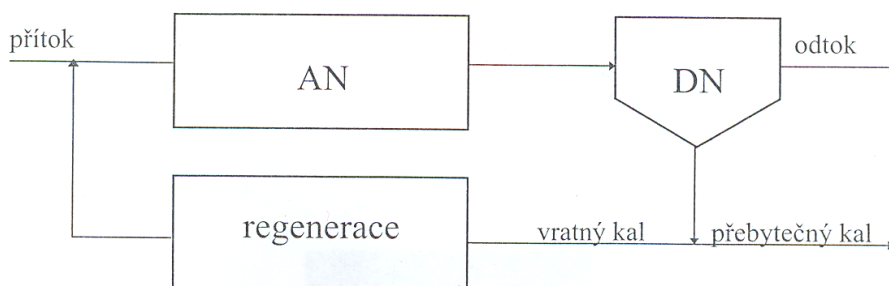 přítok
AN
DN
odtok
regenerace
vratný kal
přebytečný kal